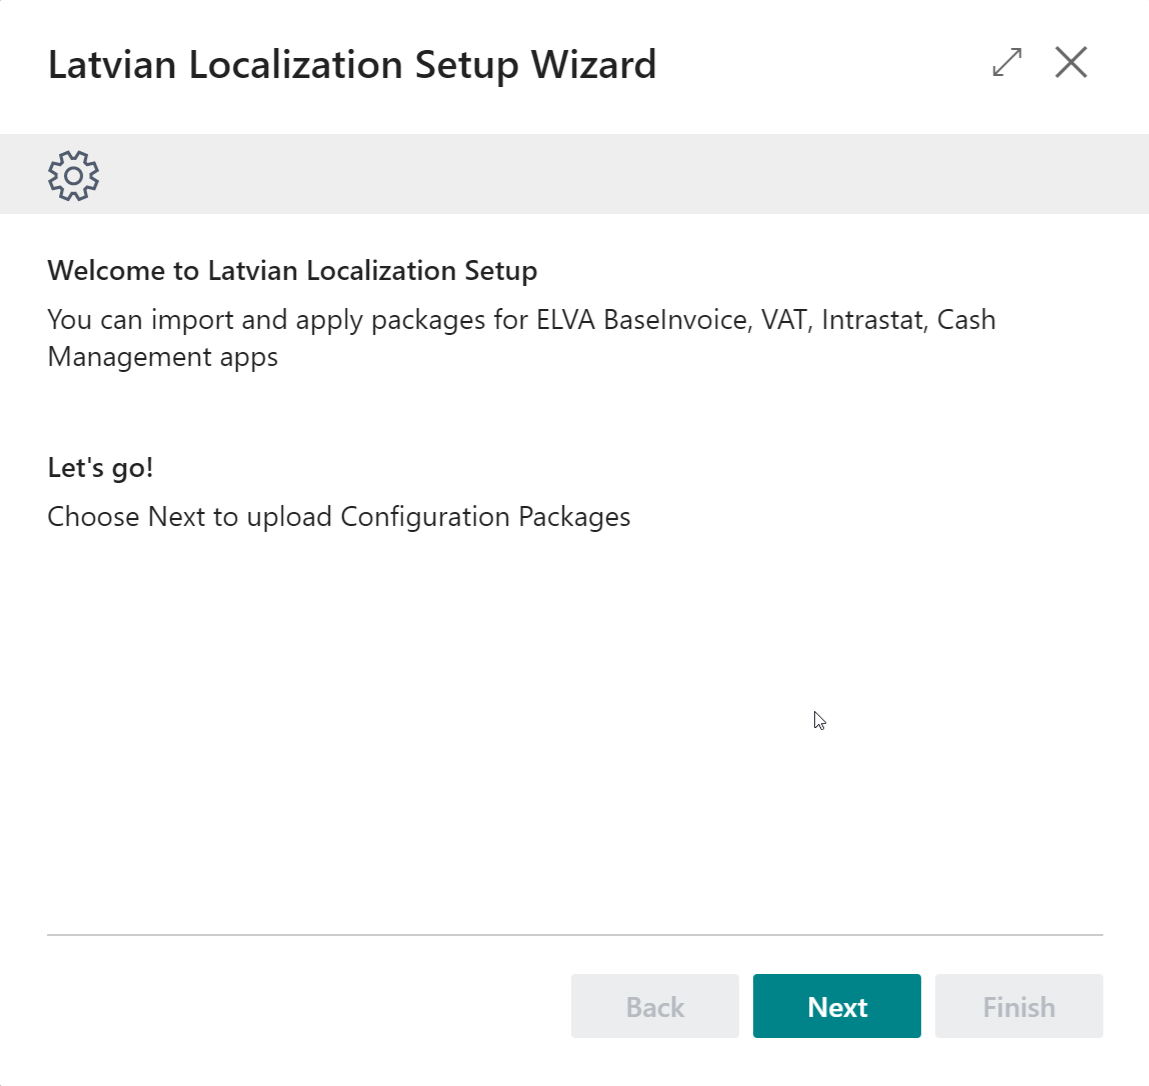 Latvian Localization Setup Wizard
Welcome to Latvian Localization Setup
You can import and apply packages for ELVA BaseInvoice, VAT, Intrastat, Cash
Management apps
Let's go!
Choose Next to upload Configuration Packages
Back
Next
Finish